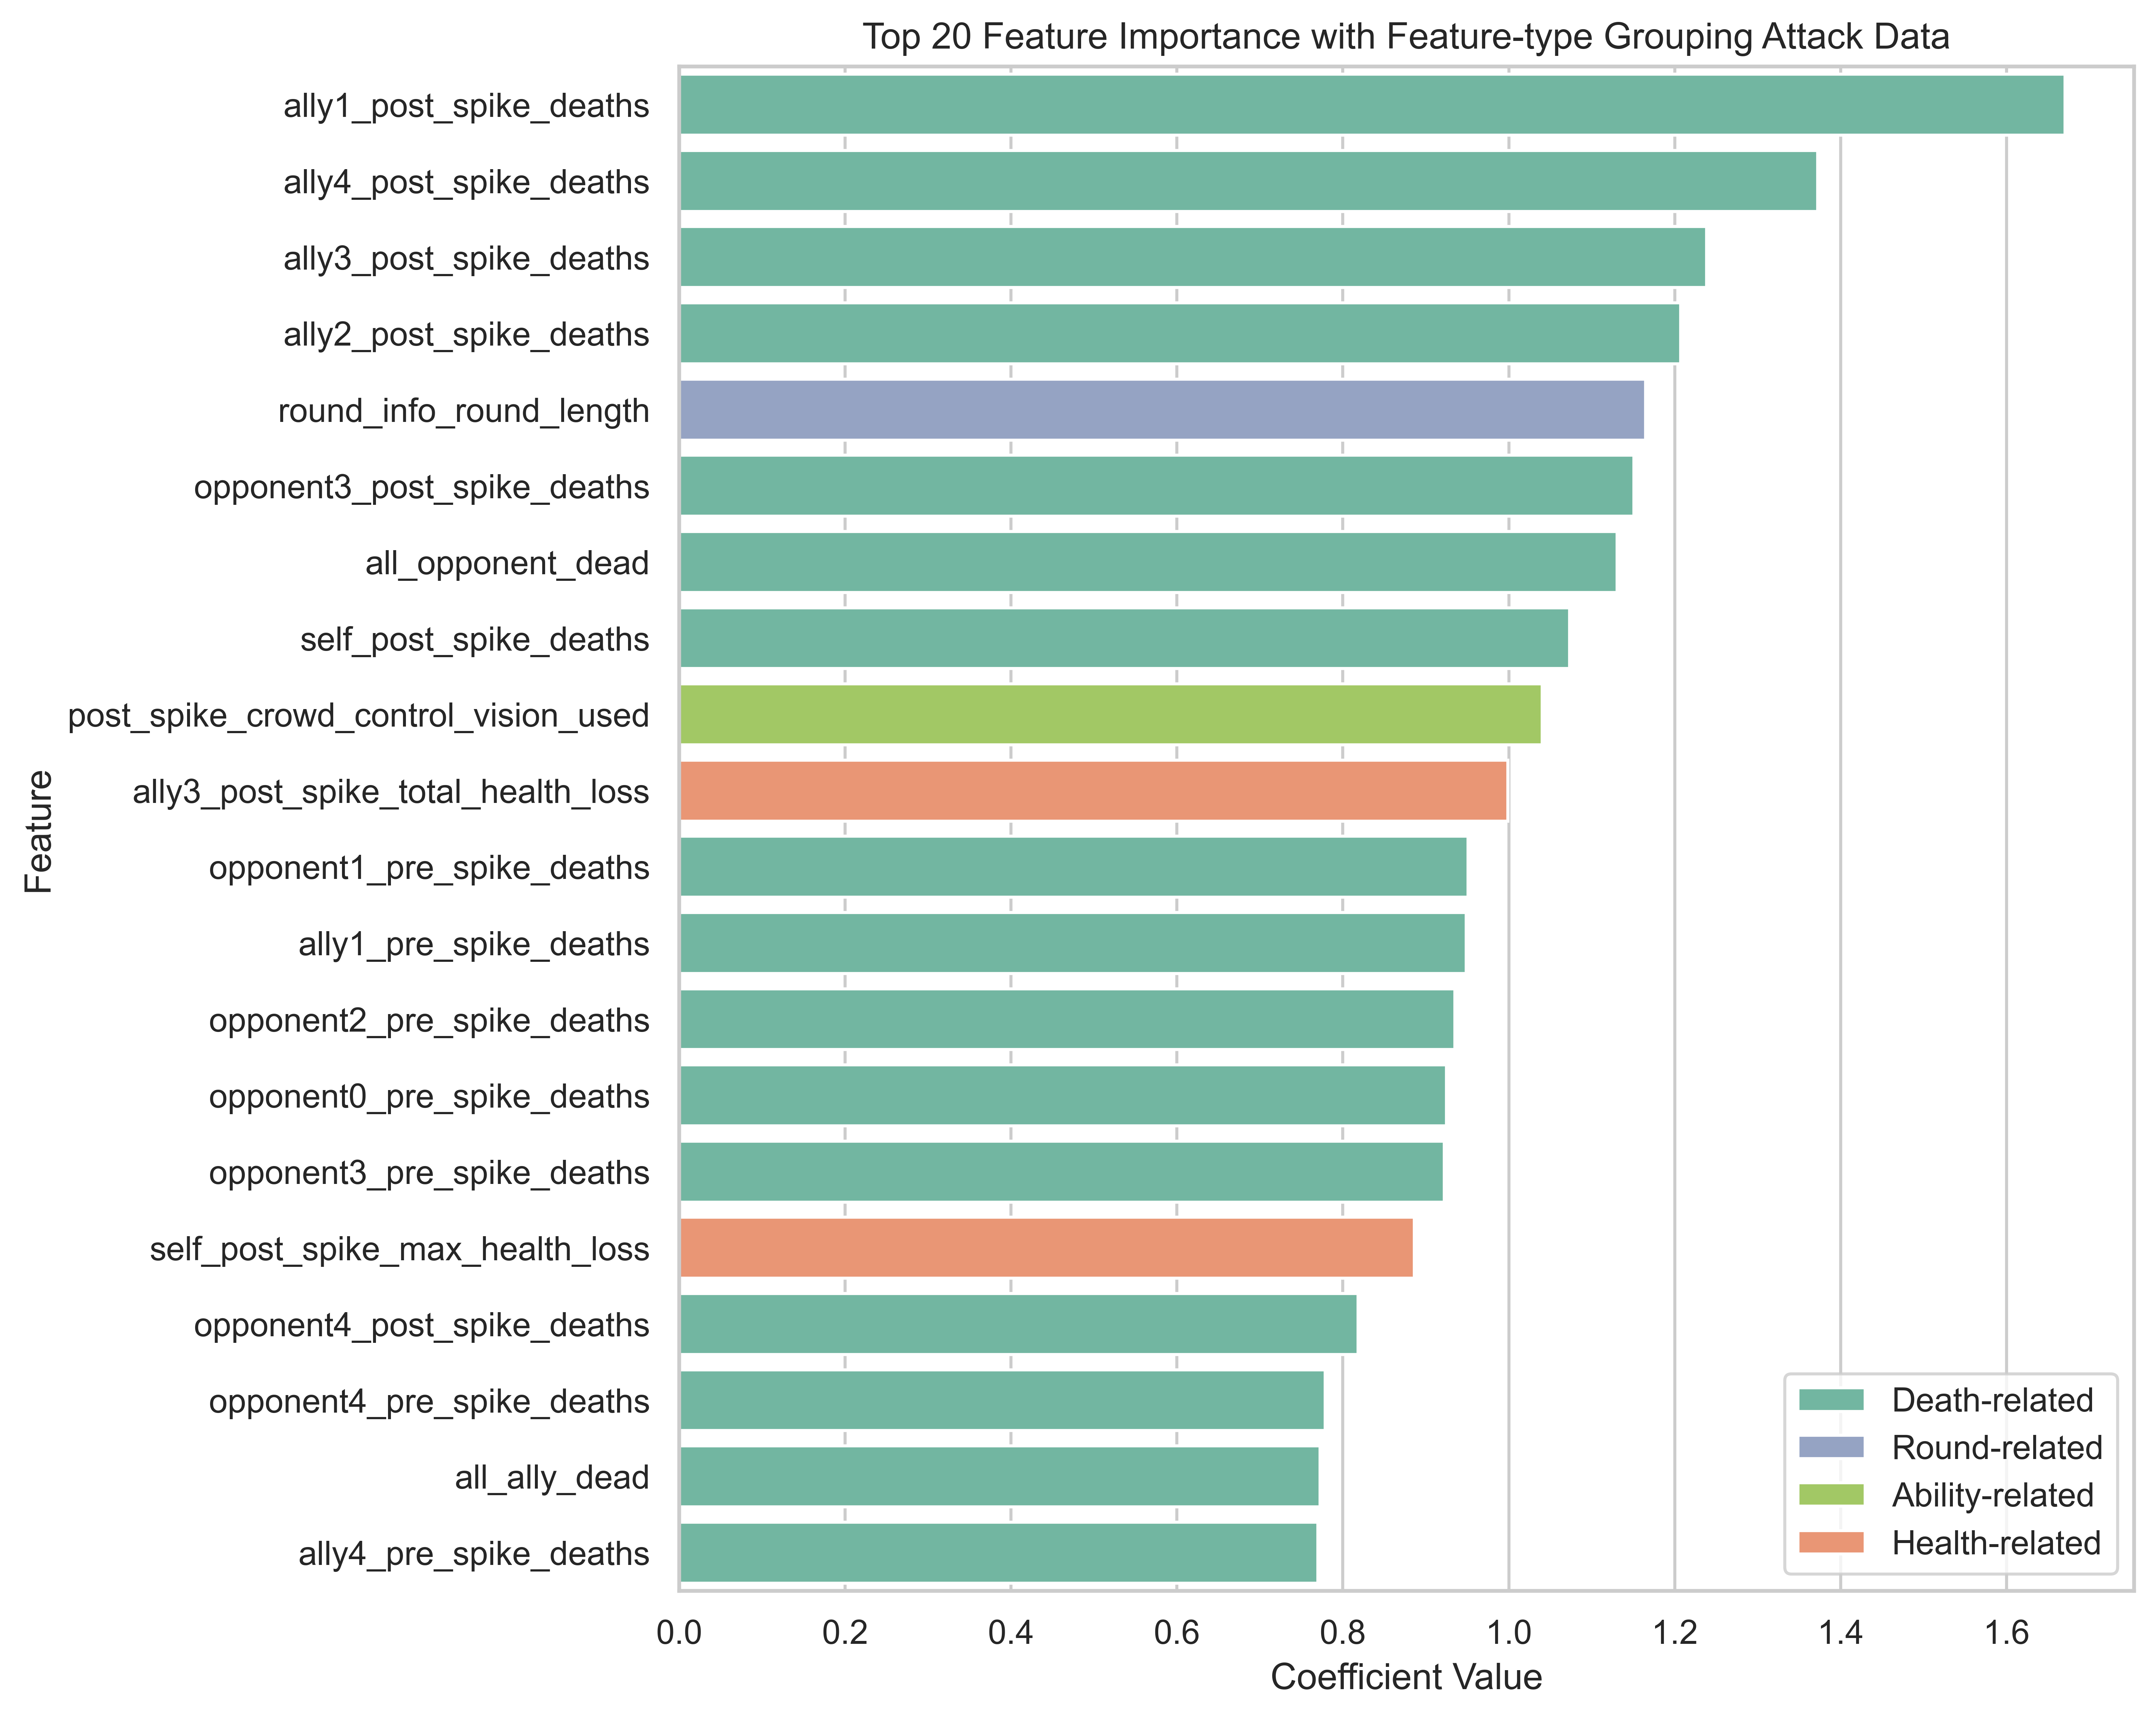 Top 20 Feature Importance with Feature-type Grouping Attack Data
ally1_post_spike_deaths
ally4_post_spike_deaths
ally3_post_spike_deaths
ally2_post_spike_deaths
round_info_round_length
opponent3_post_spike_deaths
all_opponent_dead
self_post_spike_deaths
post_spike_crowd_control_vision_used
ally3_post_spike_total_health_loss
opponent1_pre_spike_deaths
ally1_pre_spike_deaths
opponent2_pre_spike_deaths
opponent0_pre_spike_deaths
opponent3_pre_spike_deaths
self_post_spike_max_health_loss
opponent4_post_spike_deaths
opponent4_pre_spike_deaths
all_ally_dead
ally4_pre_spike_deaths
Feature
Death-related
Round-related
Ability-related
Health-related
0.0 0.2 0.4 0.6 0.8 1.0 1.2 1.4 1.6
Coefficient Value